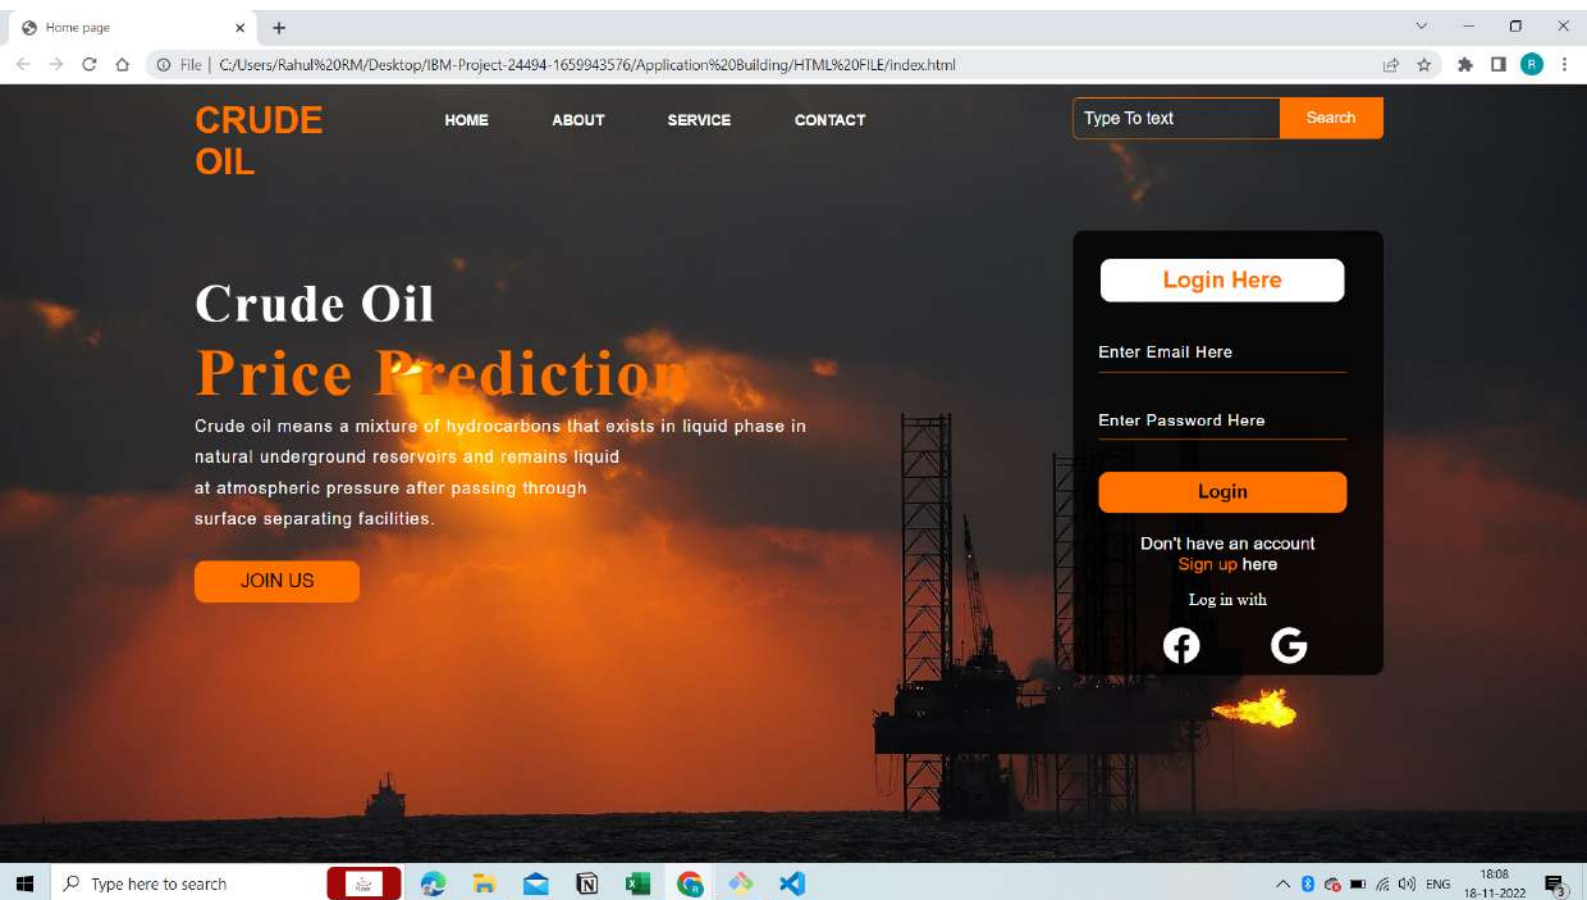 Home page
File | C:/Users/Rahul%20RM/Desktop/IBM-Project-24494-1659943576/Application%20Building/HTML%20FILE/index.html
R
CRUDE
OIL
HOME ABOUT SERVICE CONTACT
Type To text Search
Crude Oil
Price Prediction
Crude oil means a mixture of hydrocarbons that exists in liquid phase in
natural underground reservoirs and remains liquid
at atmospheric pressure after passing through
surface separating facilities.
JOIN US
Login Here
Enter Email Here
Enter Password Here
Login
Don't have an account
Sign up here
Log in with
Type here to search
ENG
18:08
18-11-2022
3